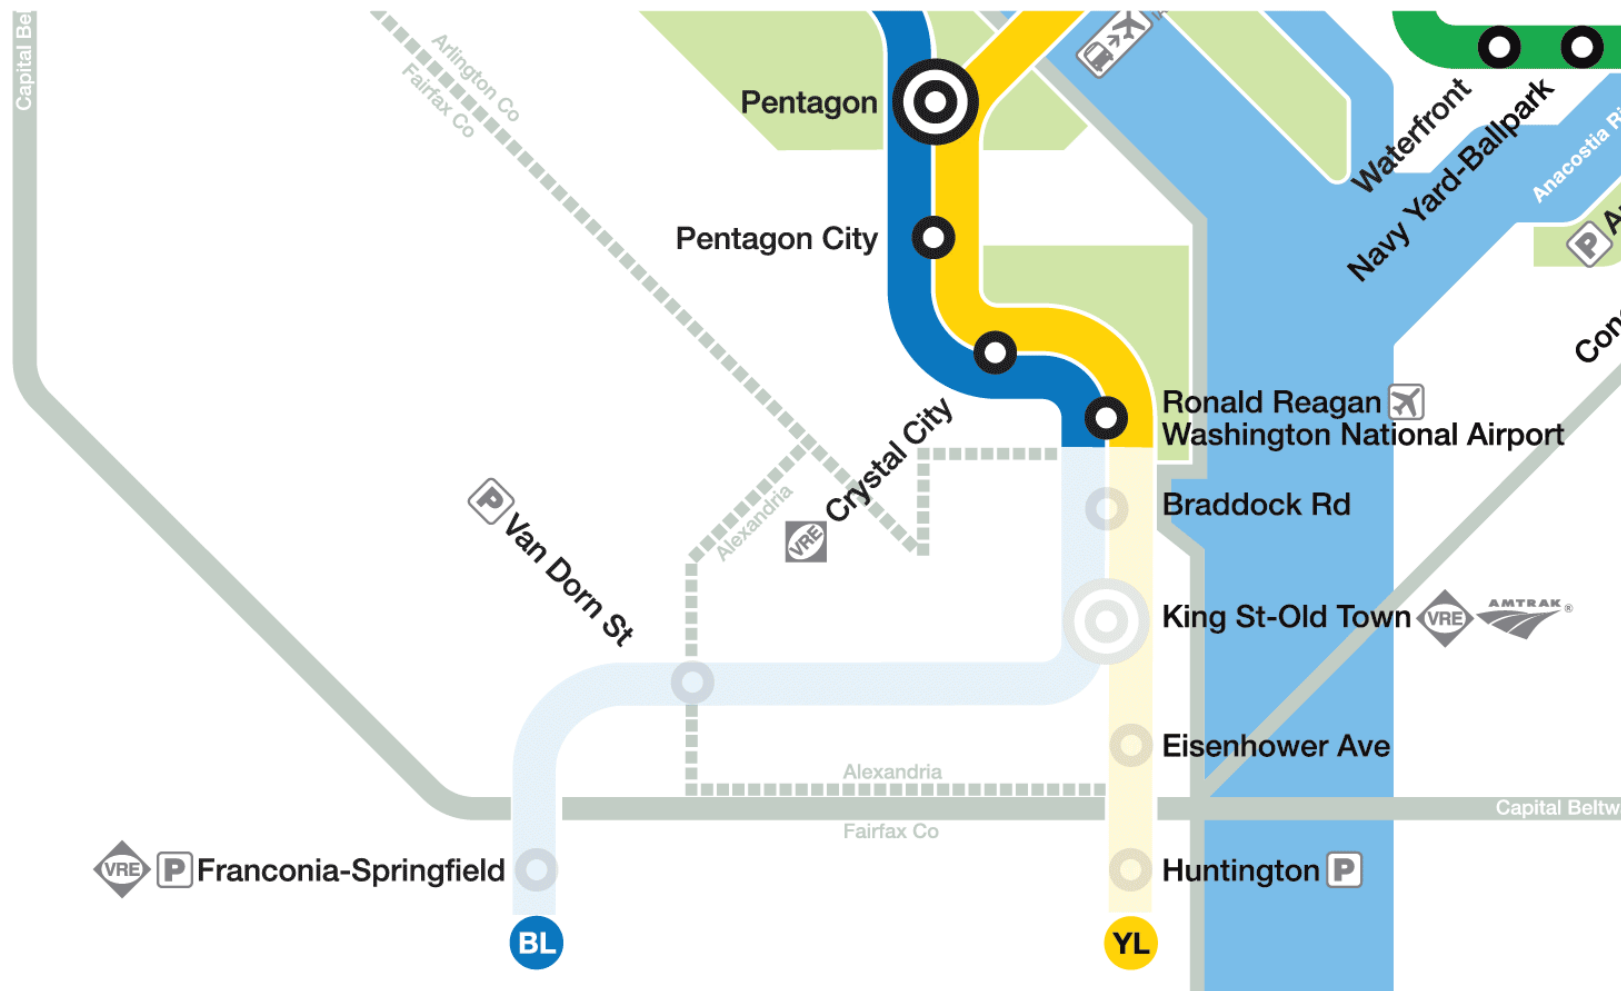 Capital Be
Arlington Co
Fairfax Co
Pentagon
Waterfront
Navy Yard-Ballpark
Anacostia Ri
P
Pentagon City
Con
Ronald Reagan
Washington National Airport
Crystal City
VRE
Alexandria
P
Van Dorn St
Braddock Rd
King St-Old Town
VRE
AMTRAK®
Eisenhower Ave
Alexandria
Capital Beltw
Fairfax Co
VRE
P
Franconia-Springfield
Huntington
P
BL
YL